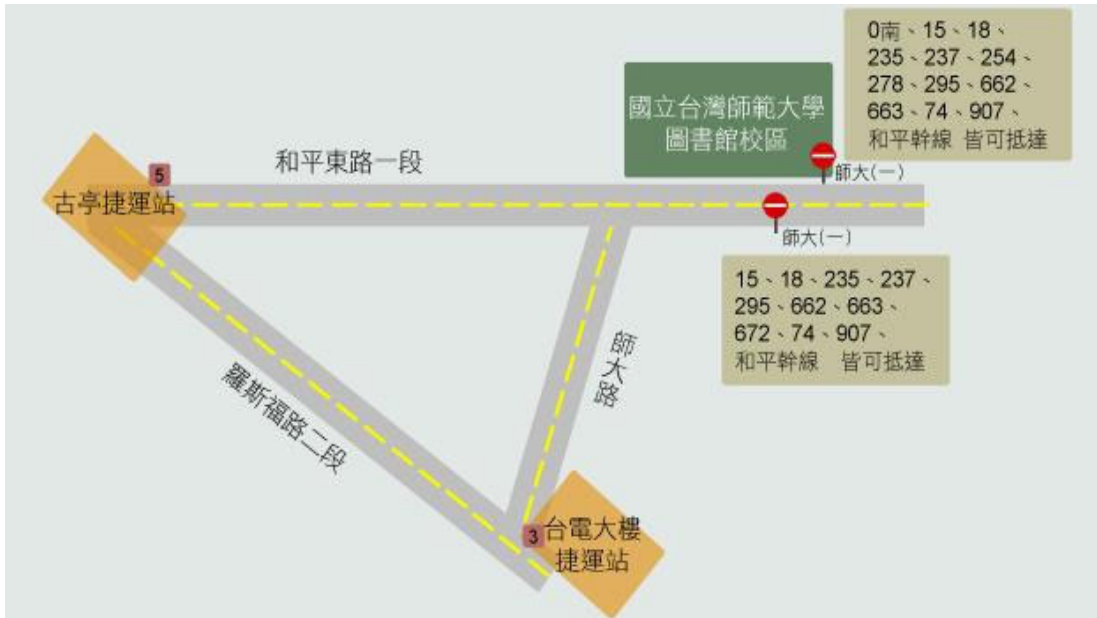 0南、15、18、
235、237、254、
278、295、662、
663、74、907、
和平幹線 皆可抵達
國立台灣師範大學
圖書館校區
和平東路一段
師大(一)
5
古亭捷運站
師大(一)
15、18、235、237、
295、662、663、
672、74、907、
和平幹線 皆可抵達
師大路
羅斯福路二段
3
台電大樓
捷運站